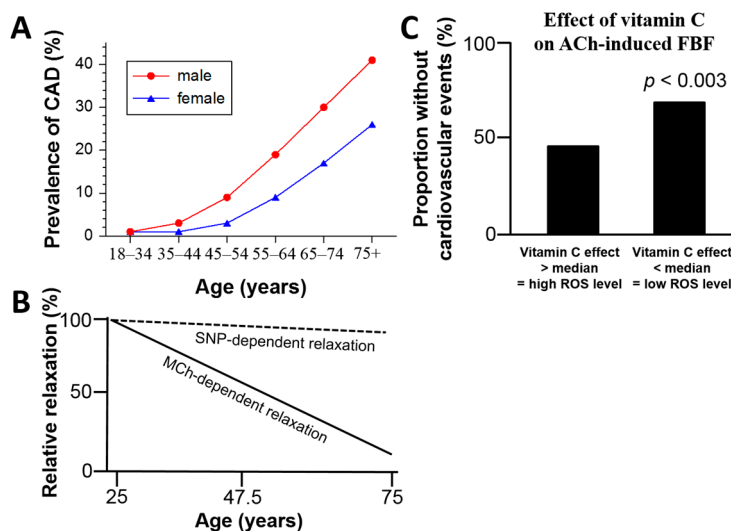 A
Prevalence of CAD (%)
40
30
20
10
0
male
female
18–34 35–44 45–54 55–64 65–74 75+
Age (years)
B
Relative relaxation (%)
100
50
0
SNP-dependent relaxation
MCh-dependent relaxation
25 47.5 75
Age (years)
C
Effect of vitamin C
on ACh-induced FBF
Proportion without
cardiovascular events (%)
100
50
0
p < 0.003
Vitamin C effect
> median
= high ROS level
Vitamin C effect
< median
= low ROS level